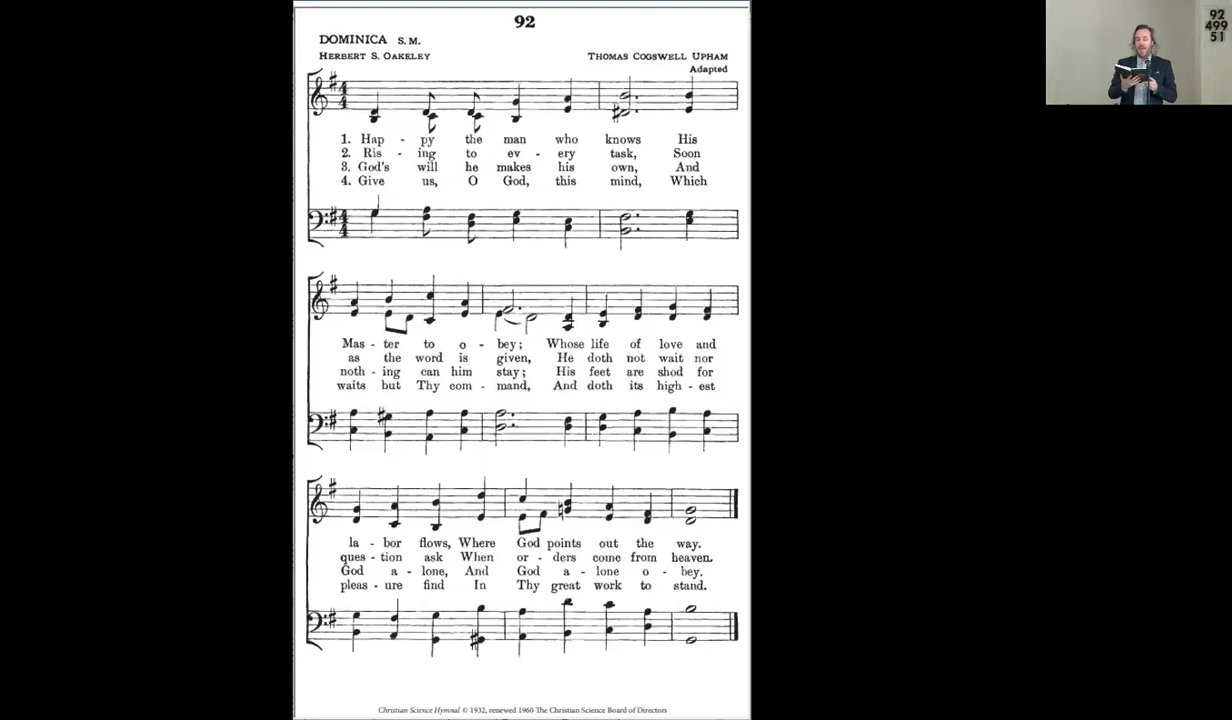 92
DOMINICA S. M.
HERBERT S. OAKELEY
THOMAS COGSWELL UPHAM
Adapted
4
4
1. Hap - py the man who knows His
2. Ris - ing to ev - ery task, Soon
3. God's will he makes his own, And
4. Give us, O God, this mind, Which
4
4
Mas - ter to o - bey; Whose life of love and
as the word is given, He doth not wait nor
noth - ing can him stay; His feet are shod for
waits but Thy com - mand, And doth its high - est
la - bor flows, Where God points out the way.
ques - tion ask When or - ders come from heaven.
God a - lone, And God a - lone o - bey.
pleas - ure find In Thy great work to stand.
Christian Science Hymnal © 1932, renewed 1960 The Christian Science Board of Directors
92
499
51